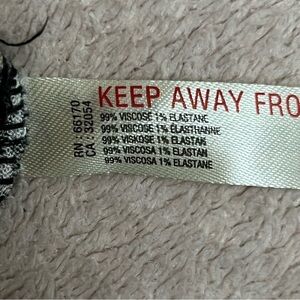 KEEP AWAY FRO
99% VISCOSE 1% ELASTANE
99% VISCOSE 1% ÉLASTHANNE
99% VISKOSE 1% ELASTAN
99% VISCOSA 1% ELASTAN
99% VISCOSA 1% ELASTANE
RN : 66170
CA : 32054